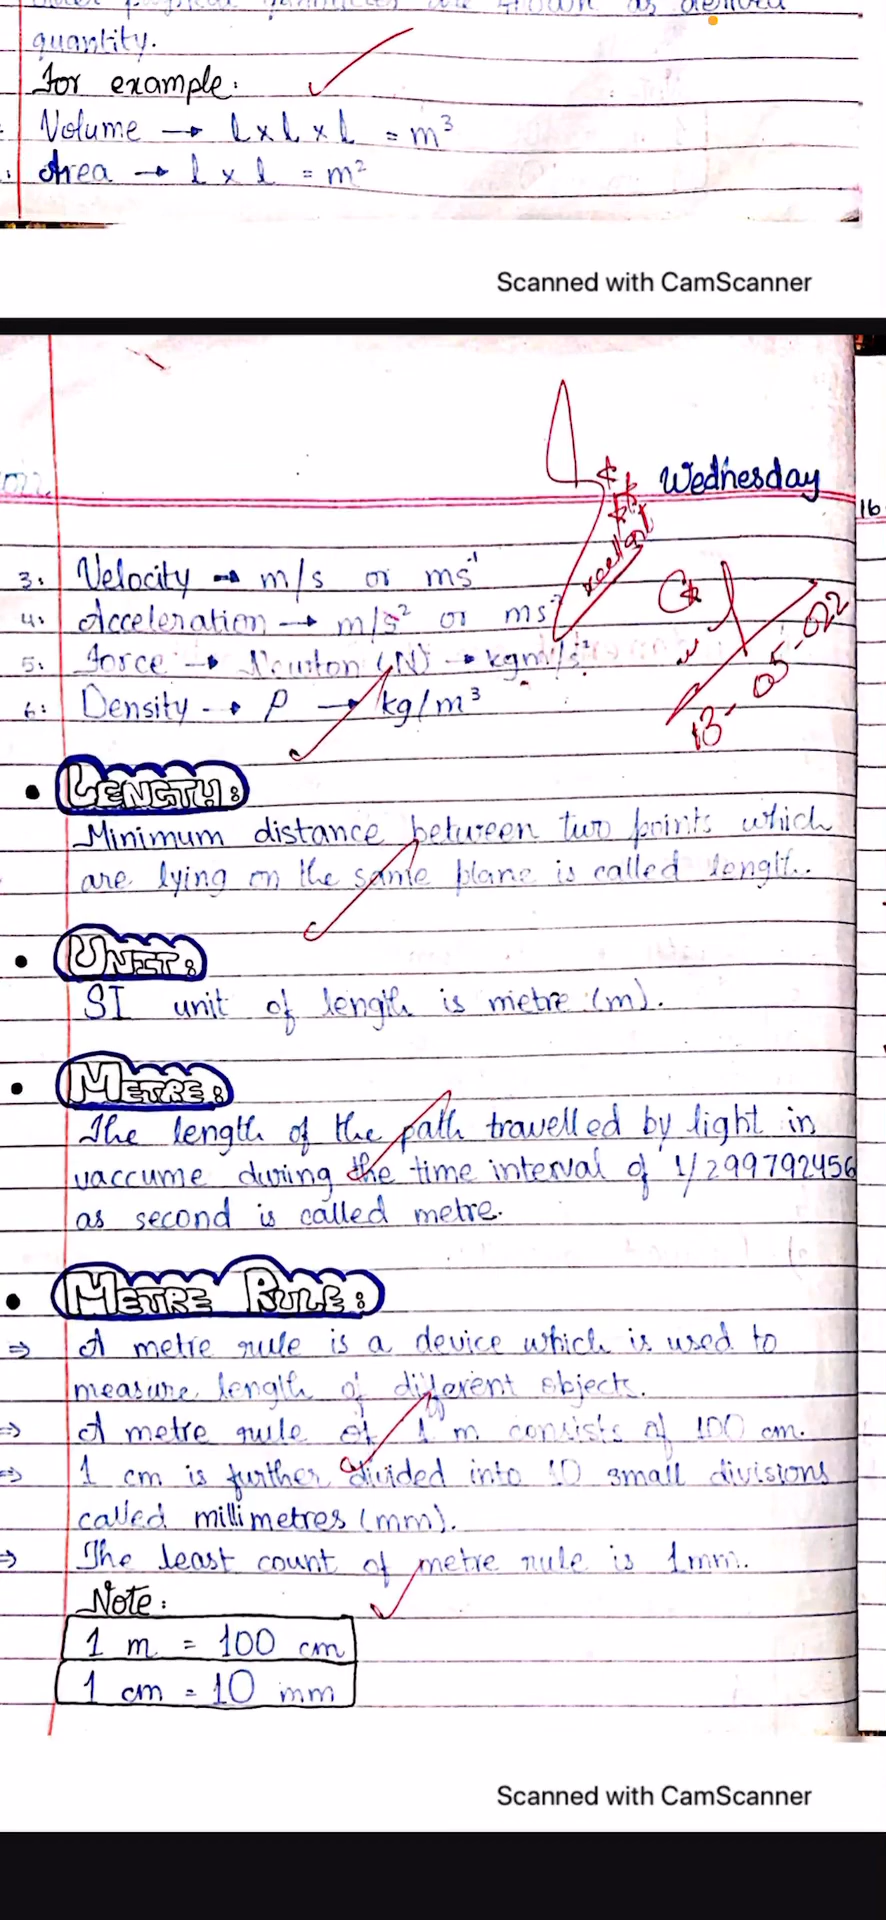 quantity.
For example:
Volume → l x l x l = m³
Area → l x l = m²
Scanned with CamScanner
Wednesday
16
3. Velocity → m/s or ms⁻¹
4. Acceleration → m/s² or ms⁻²
5. Force → Newton (N) → kgm/s²
6. Density → ρ → kg/m³
13-05-022
• LENGTH:
Minimum distance between two points which
are lying on the same plane is called length.
• UNIT:
SI unit of length is metre (m).
• METRE:
The length of the path travelled by light in
vaccume during the time interval of 1/299792456
as second is called metre.
• METRE RULE:
⇒ A metre rule is a device which is used to
measure length of different objects.
⇒ A metre rule of 1 m consists of 100 cm.
⇒ 1 cm is further divided into 10 small divisions
called millimetres (mm).
⇒ The least count of metre rule is 1mm.
Note:
1 m = 100 cm
1 cm = 10 mm
Scanned with CamScanner